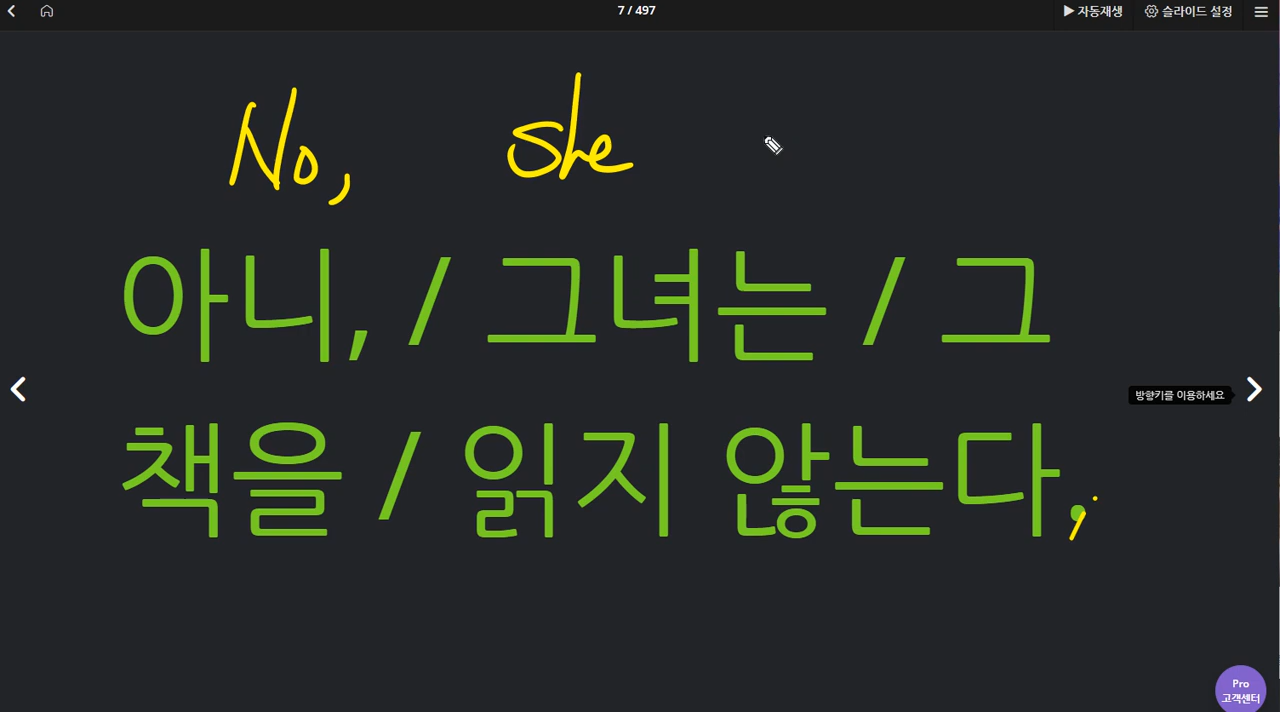 7 / 497
자동재생
슬라이드 설정
No, She
아니, / 그녀는 / 그
방향키를 이용하세요
책을 / 읽지 않는다,
Pro
고객센터